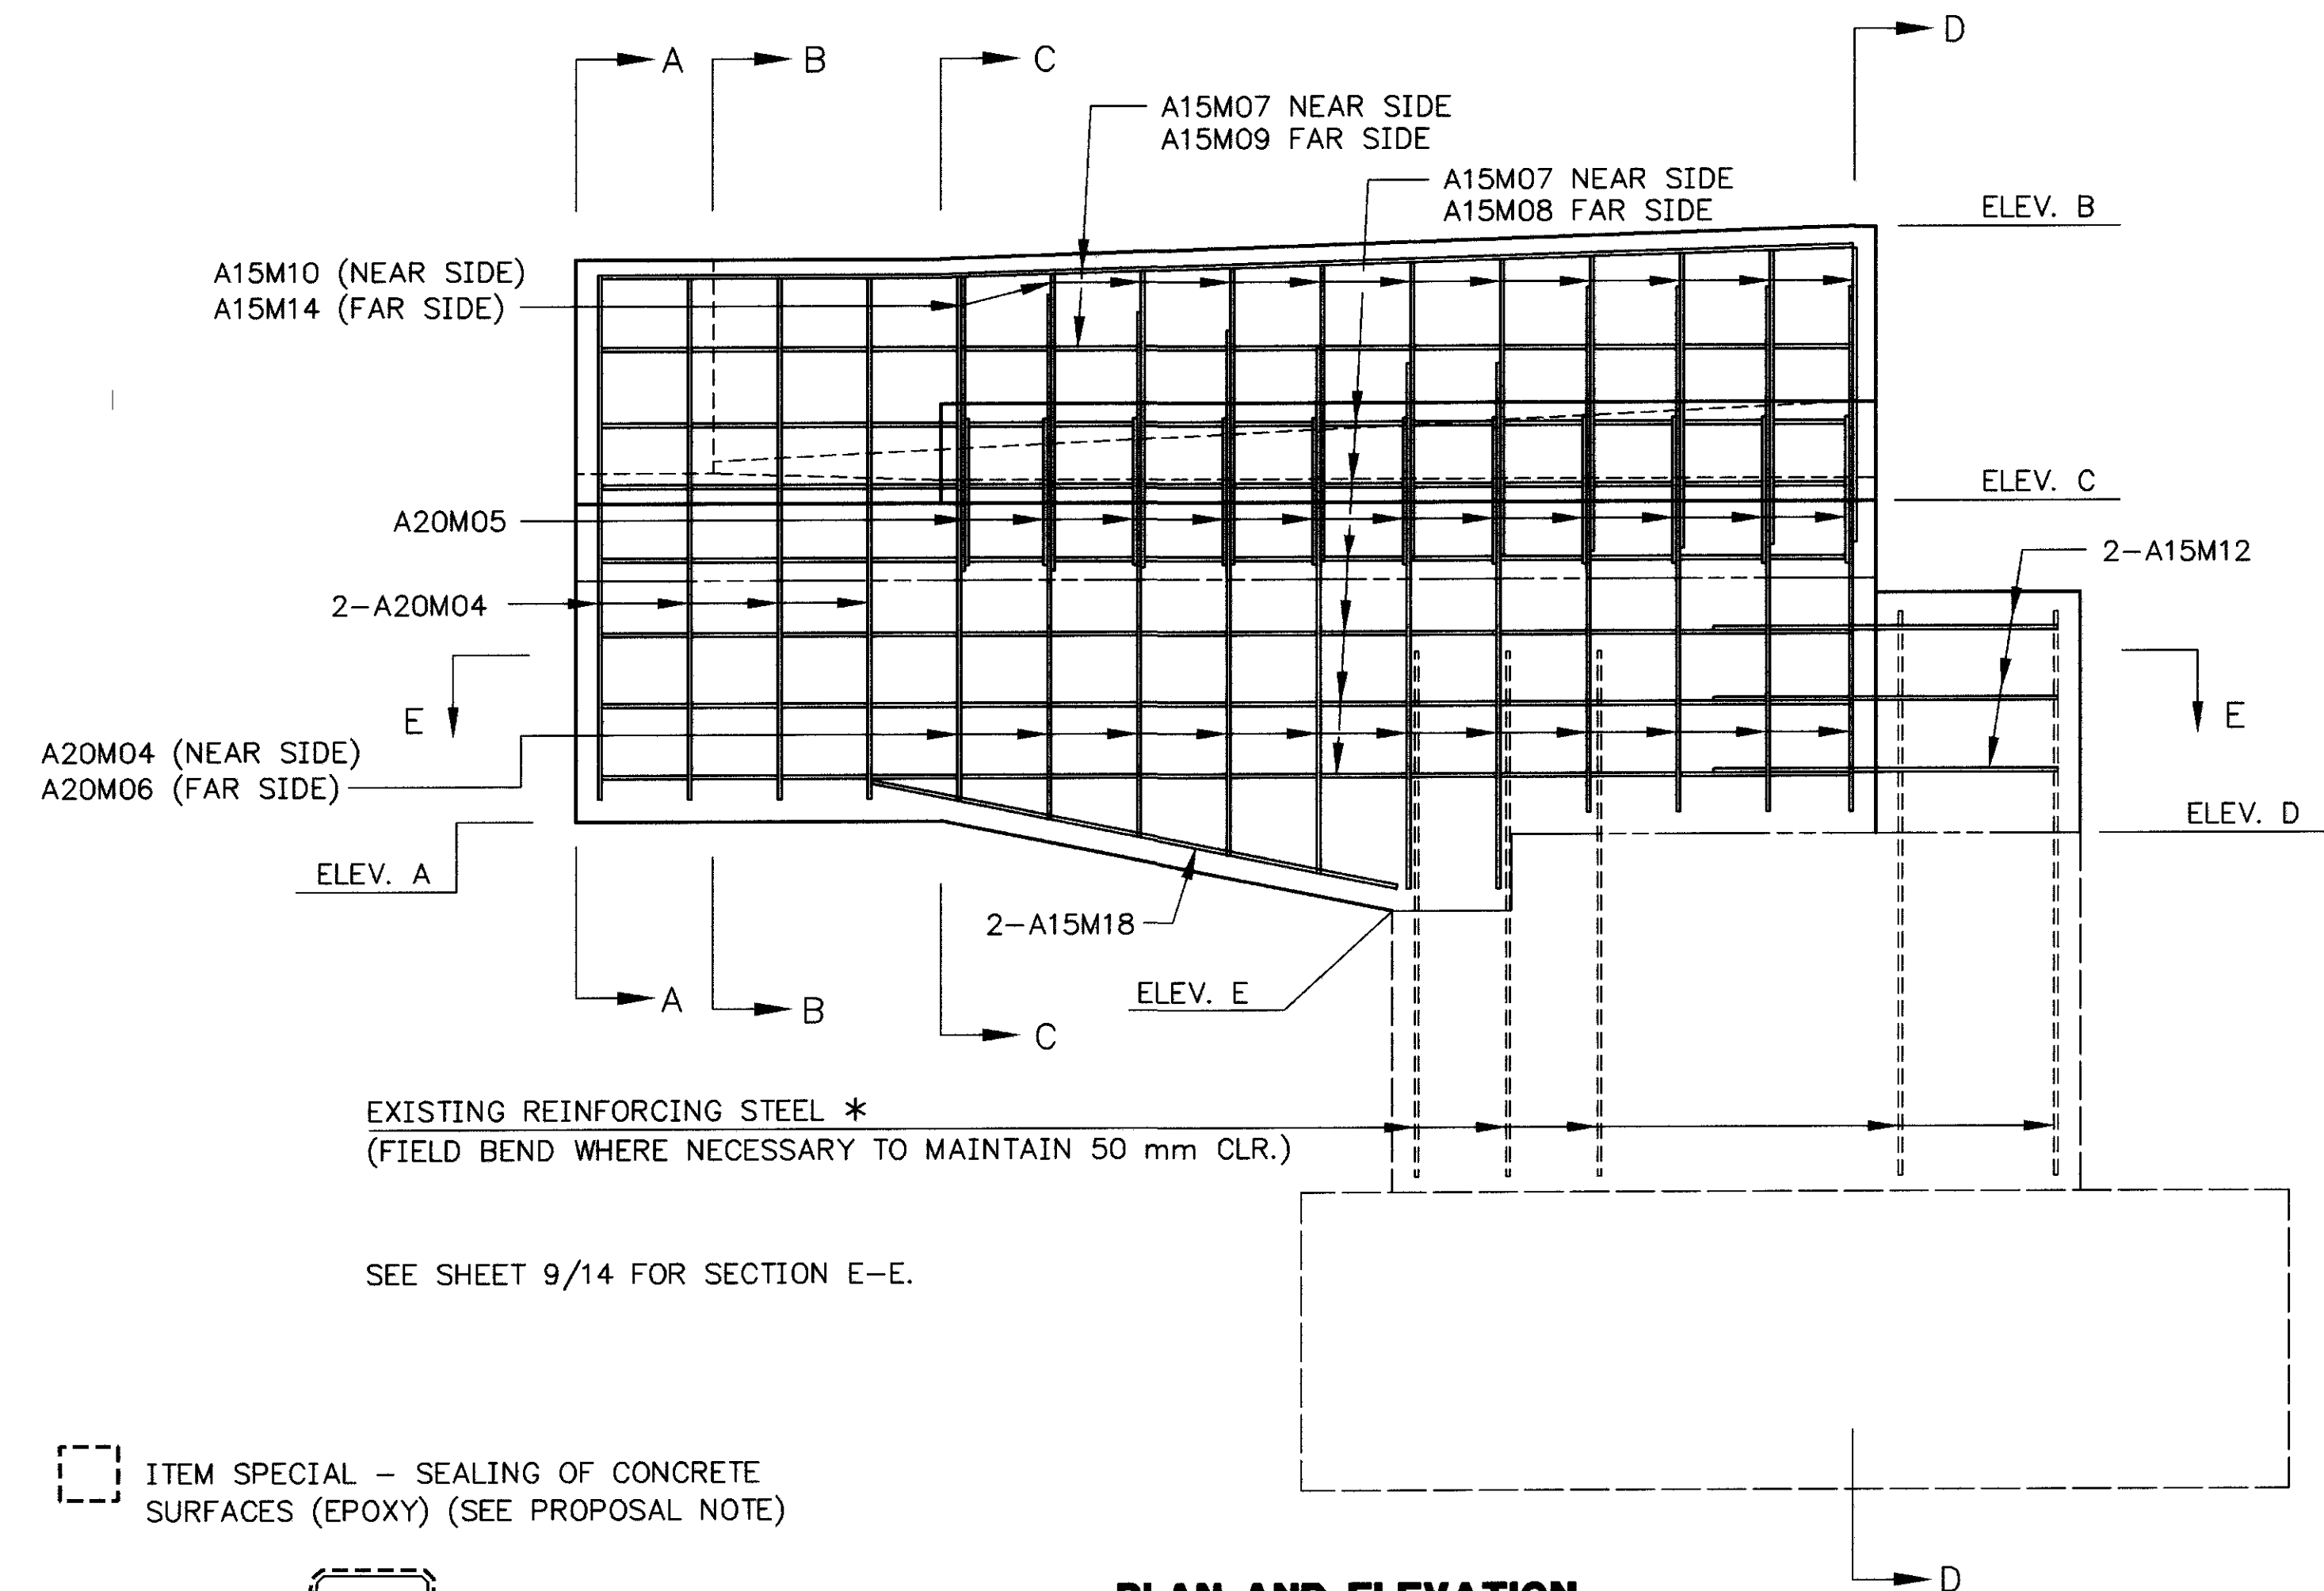 A
B
C
D
A15M07 NEAR SIDE
A15M09 FAR SIDE
A15M07 NEAR SIDE
A15M08 FAR SIDE
ELEV. B
A15M10 (NEAR SIDE)
A15M14 (FAR SIDE)
ELEV. C
A20M05
2-A15M12
2-A20M04
E
E
A20M04 (NEAR SIDE)
A20M06 (FAR SIDE)
ELEV. D
ELEV. A
2-A15M18
ELEV. E
A
B
C
EXISTING REINFORCING STEEL *
(FIELD BEND WHERE NECESSARY TO MAINTAIN 50 mm CLR.)
SEE SHEET 9/14 FOR SECTION E-E.
ITEM SPECIAL - SEALING OF CONCRETE
SURFACES (EPOXY) (SEE PROPOSAL NOTE)
PLAN AND ELEVATION
D